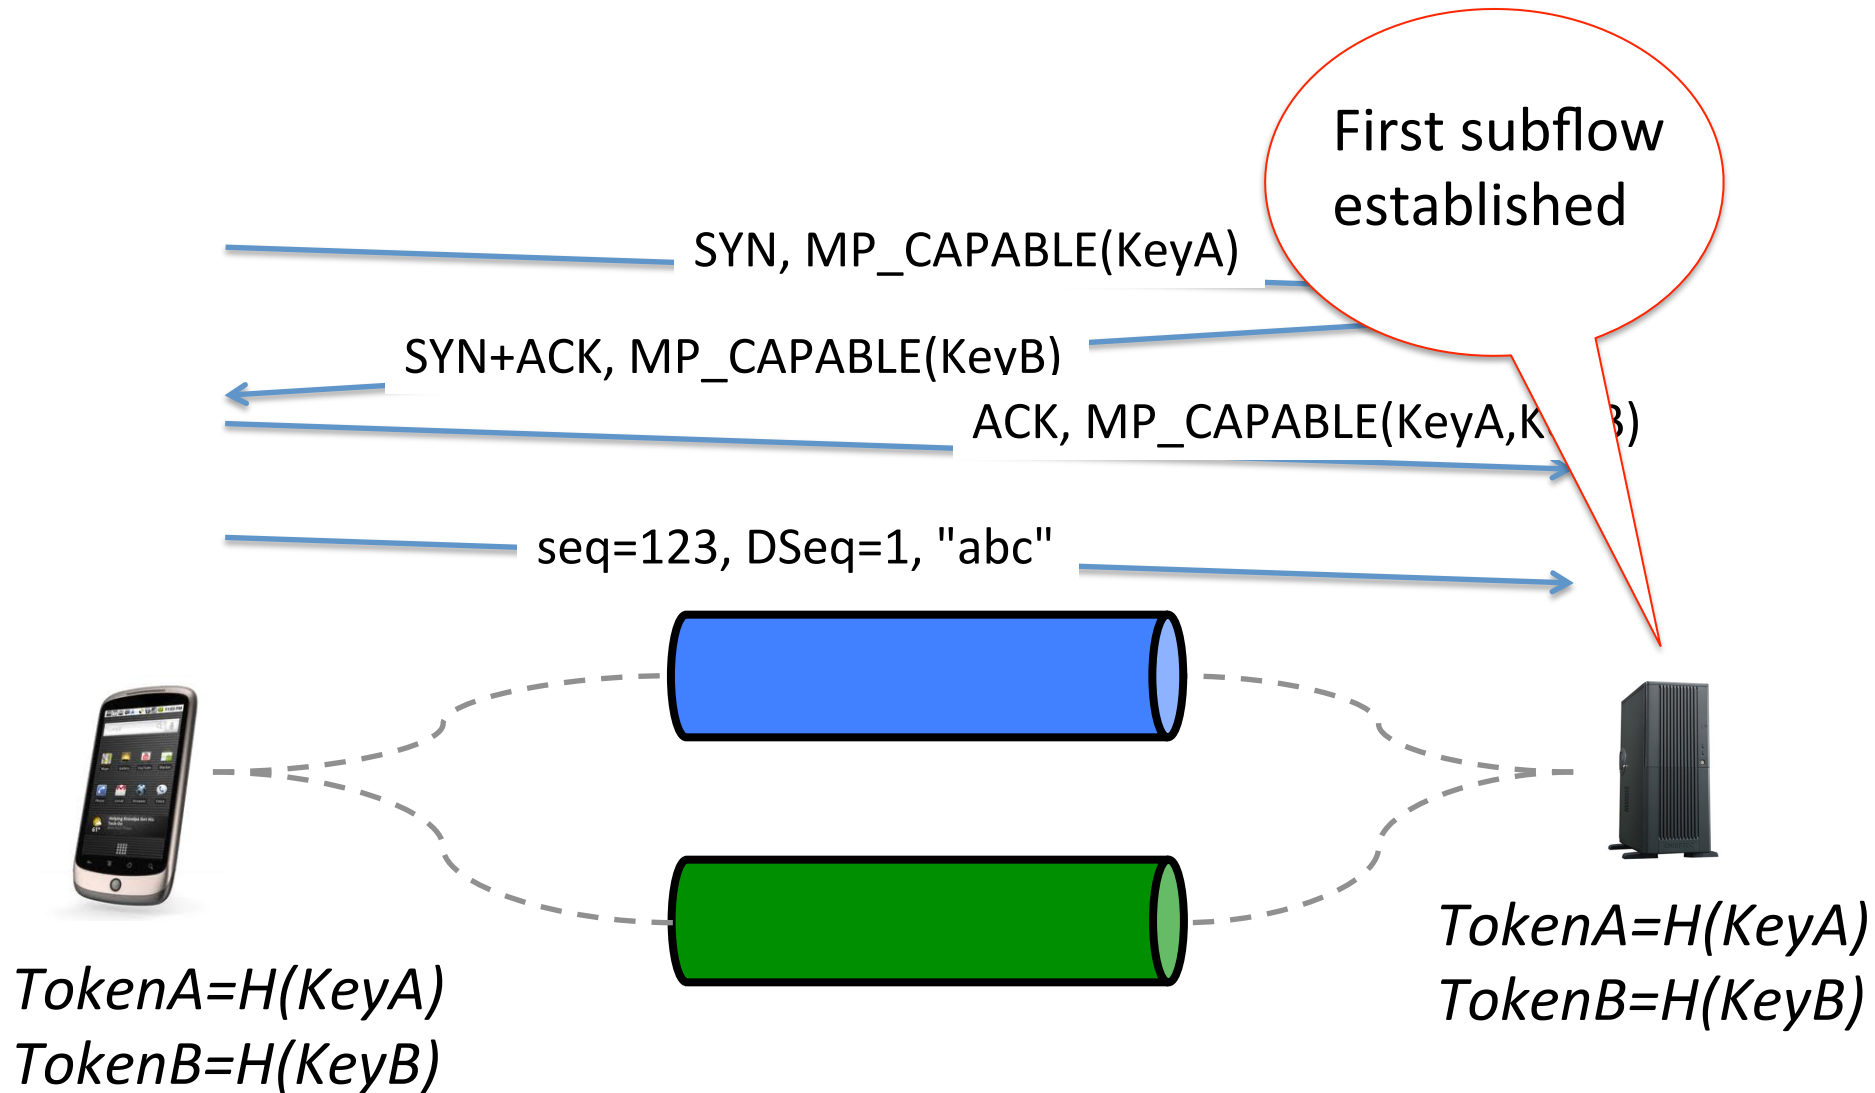 First subflow
established
SYN, MP_CAPABLE(KeyA)
SYN+ACK, MP_CAPABLE(KeyB)
ACK, MP_CAPABLE(KeyA,K B)
seq=123, DSeq=1, "abc"
TokenA=H(KeyA)
TokenB=H(KeyB)
TokenA=H(KeyA)
TokenB=H(KeyB)